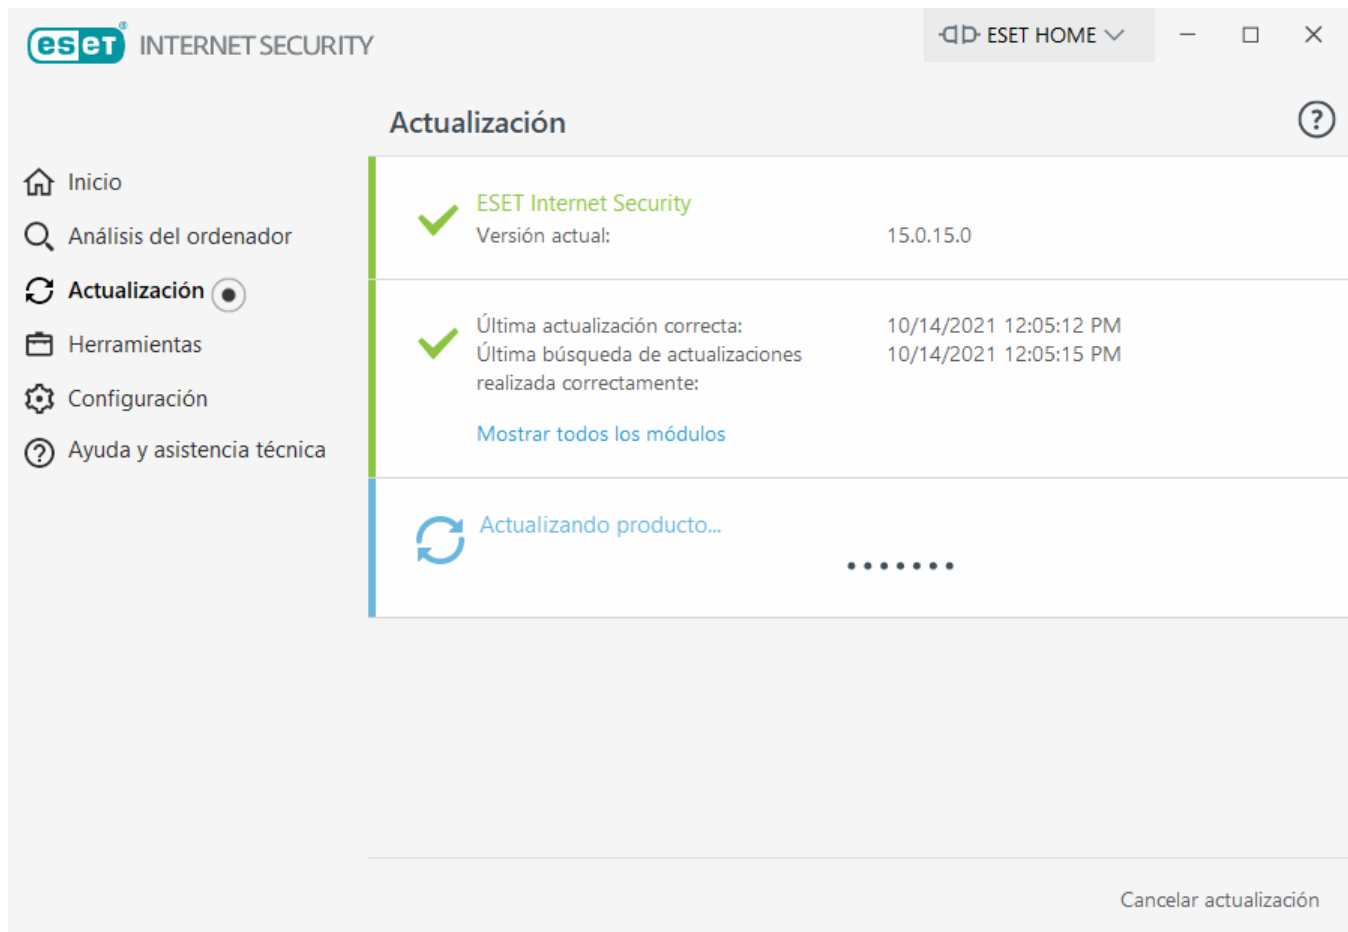 eset® INTERNET SECURITY
ESET HOME
Actualización
Inicio
Análisis del ordenador
Actualización
Herramientas
Configuración
Ayuda y asistencia técnica
ESET Internet Security
Versión actual: 15.0.15.0
Última actualización correcta: 10/14/2021 12:05:12 PM
Última búsqueda de actualizaciones 10/14/2021 12:05:15 PM
realizada correctamente:
Mostrar todos los módulos
Actualizando producto...
Cancelar actualización